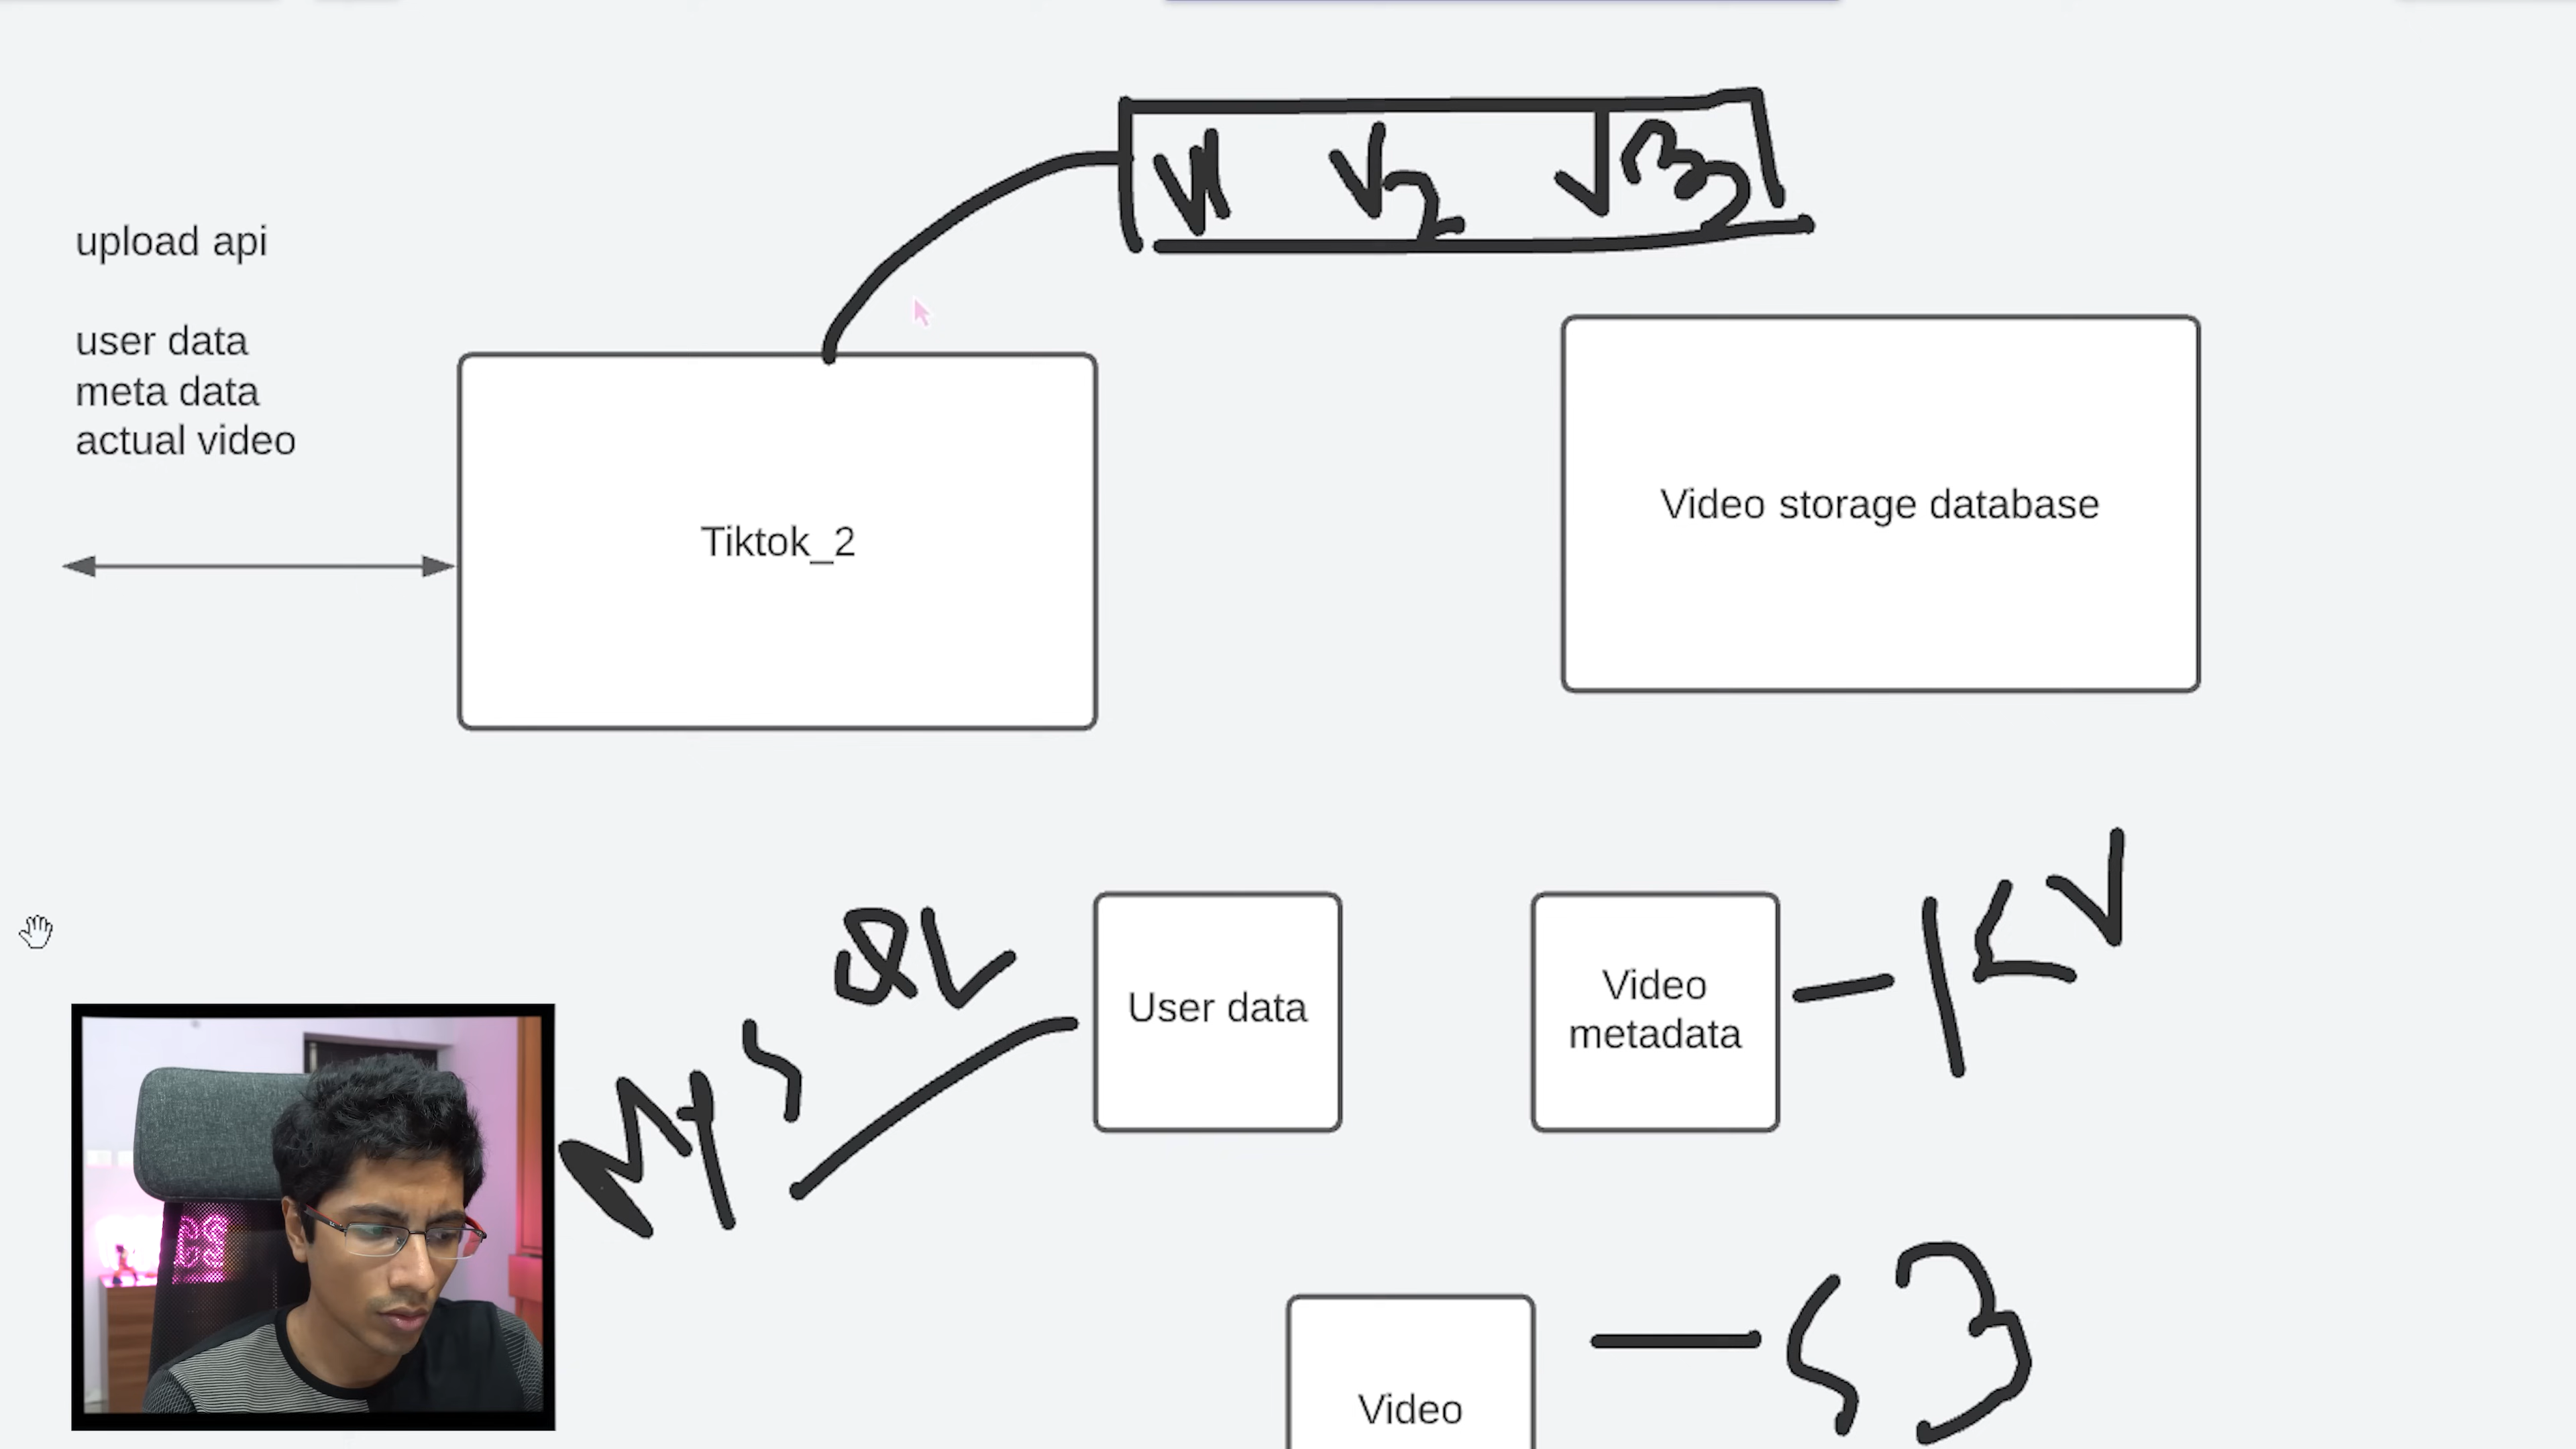 V1 V2 V3
upload api
user data
meta data
actual video
Tiktok_2
Video storage database
MySQL
User data
Video
metadata
KV
Video
S3